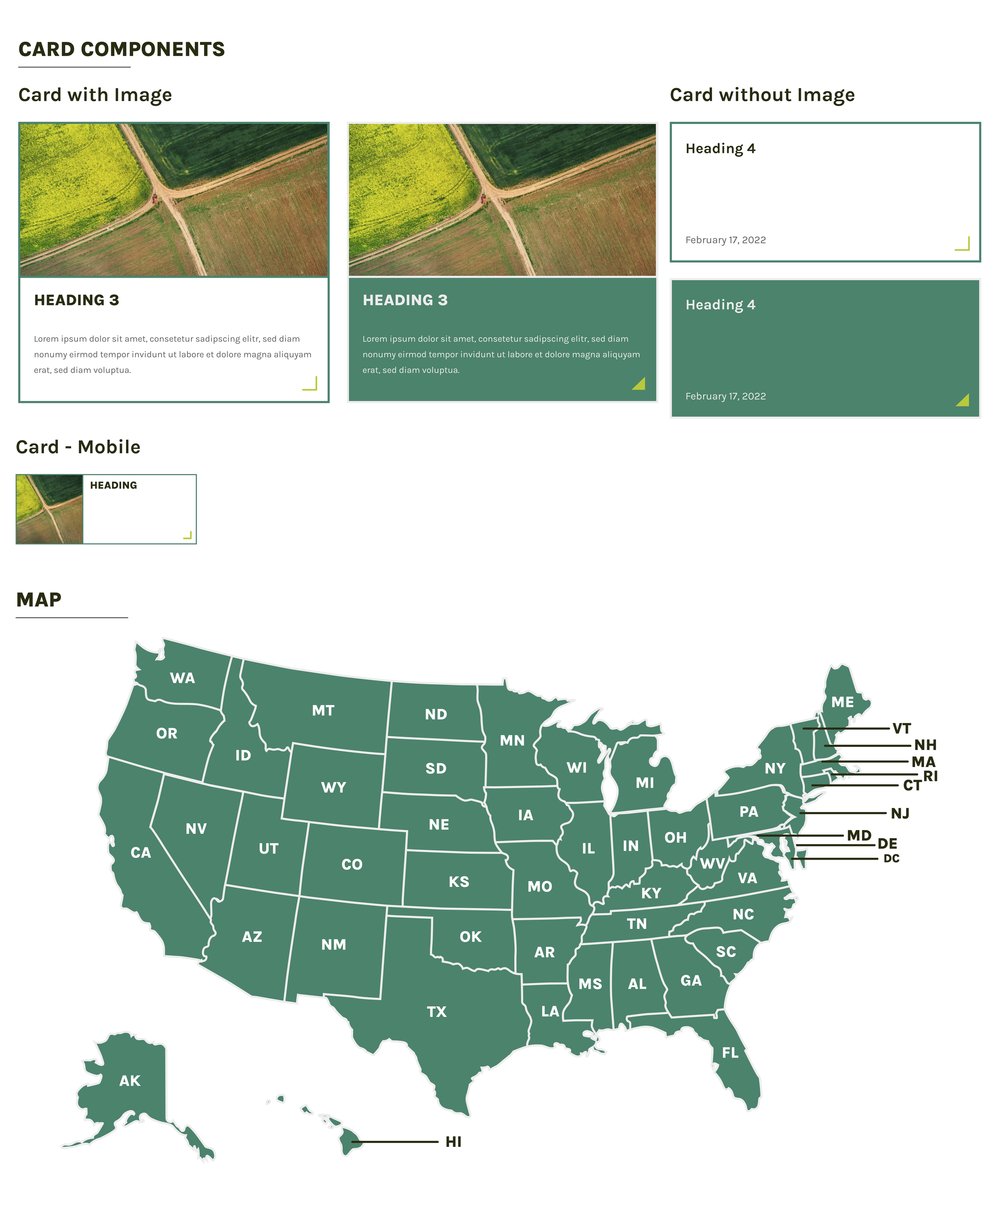 CARD COMPONENTS
Card with Image
Card without Image
HEADING 3
Lorem ipsum dolor sit amet, consetetur sadipscing elitr, sed diam
nonumy eirmod tempor invidunt ut labore et dolore magna aliquyam
erat, sed diam voluptua.
HEADING 3
Lorem ipsum dolor sit amet, consetetur sadipscing elitr, sed diam
nonumy eirmod tempor invidunt ut labore et dolore magna aliquyam
erat, sed diam voluptua.
Heading 4
February 17, 2022
Heading 4
February 17, 2022
Card - Mobile
HEADING
MAP
WA
OR
ID
MT
ND
MN
SD
WY
WI
MI
ME
VT
NH
MA
RI
CT
NY
NJ
PA
MD
DE
DC
NV
CA
UT
CO
NE
IA
KS
MO
IL
IN
OH
WV
VA
KY
NC
TN
SC
AZ
NM
OK
AR
MS
AL
GA
TX
LA
FL
AK
HI